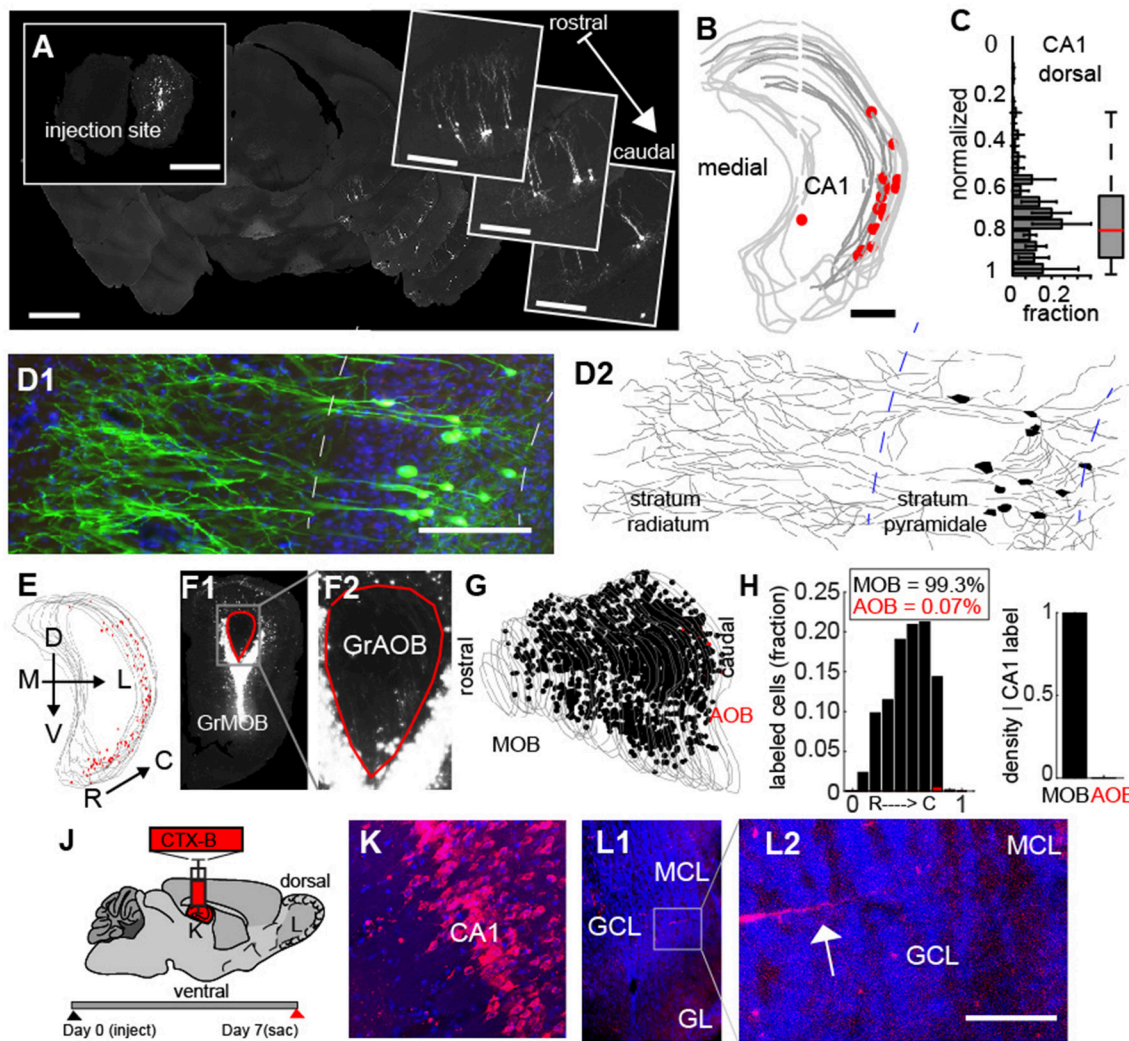 A
injection site
rostral
caudal
B
medial
CA1
C
CA1
dorsal
normalized
0
0.2
0.4
0.6
0.8
1
0
0.2
fraction
D1
D2
stratum
radiatum
stratum
pyramidale
E
D
M
L
V
C
R
F1
GrMOB
F2
GrAOB
G
rostral
caudal
MOB
AOB
H
MOB = 99.3%
AOB = 0.07%
labeled cells (fraction)
0.25
0.20
0.15
0.10
0.05
0
0
R----> C
1
density | CA1 label
1
0.5
0
MOB
AOB
J
CTX-B
dorsal
K
L
ventral
Day 0 (inject)
Day 7(sac)
K
CA1
L1
MCL
GCL
GL
L2
MCL
GCL